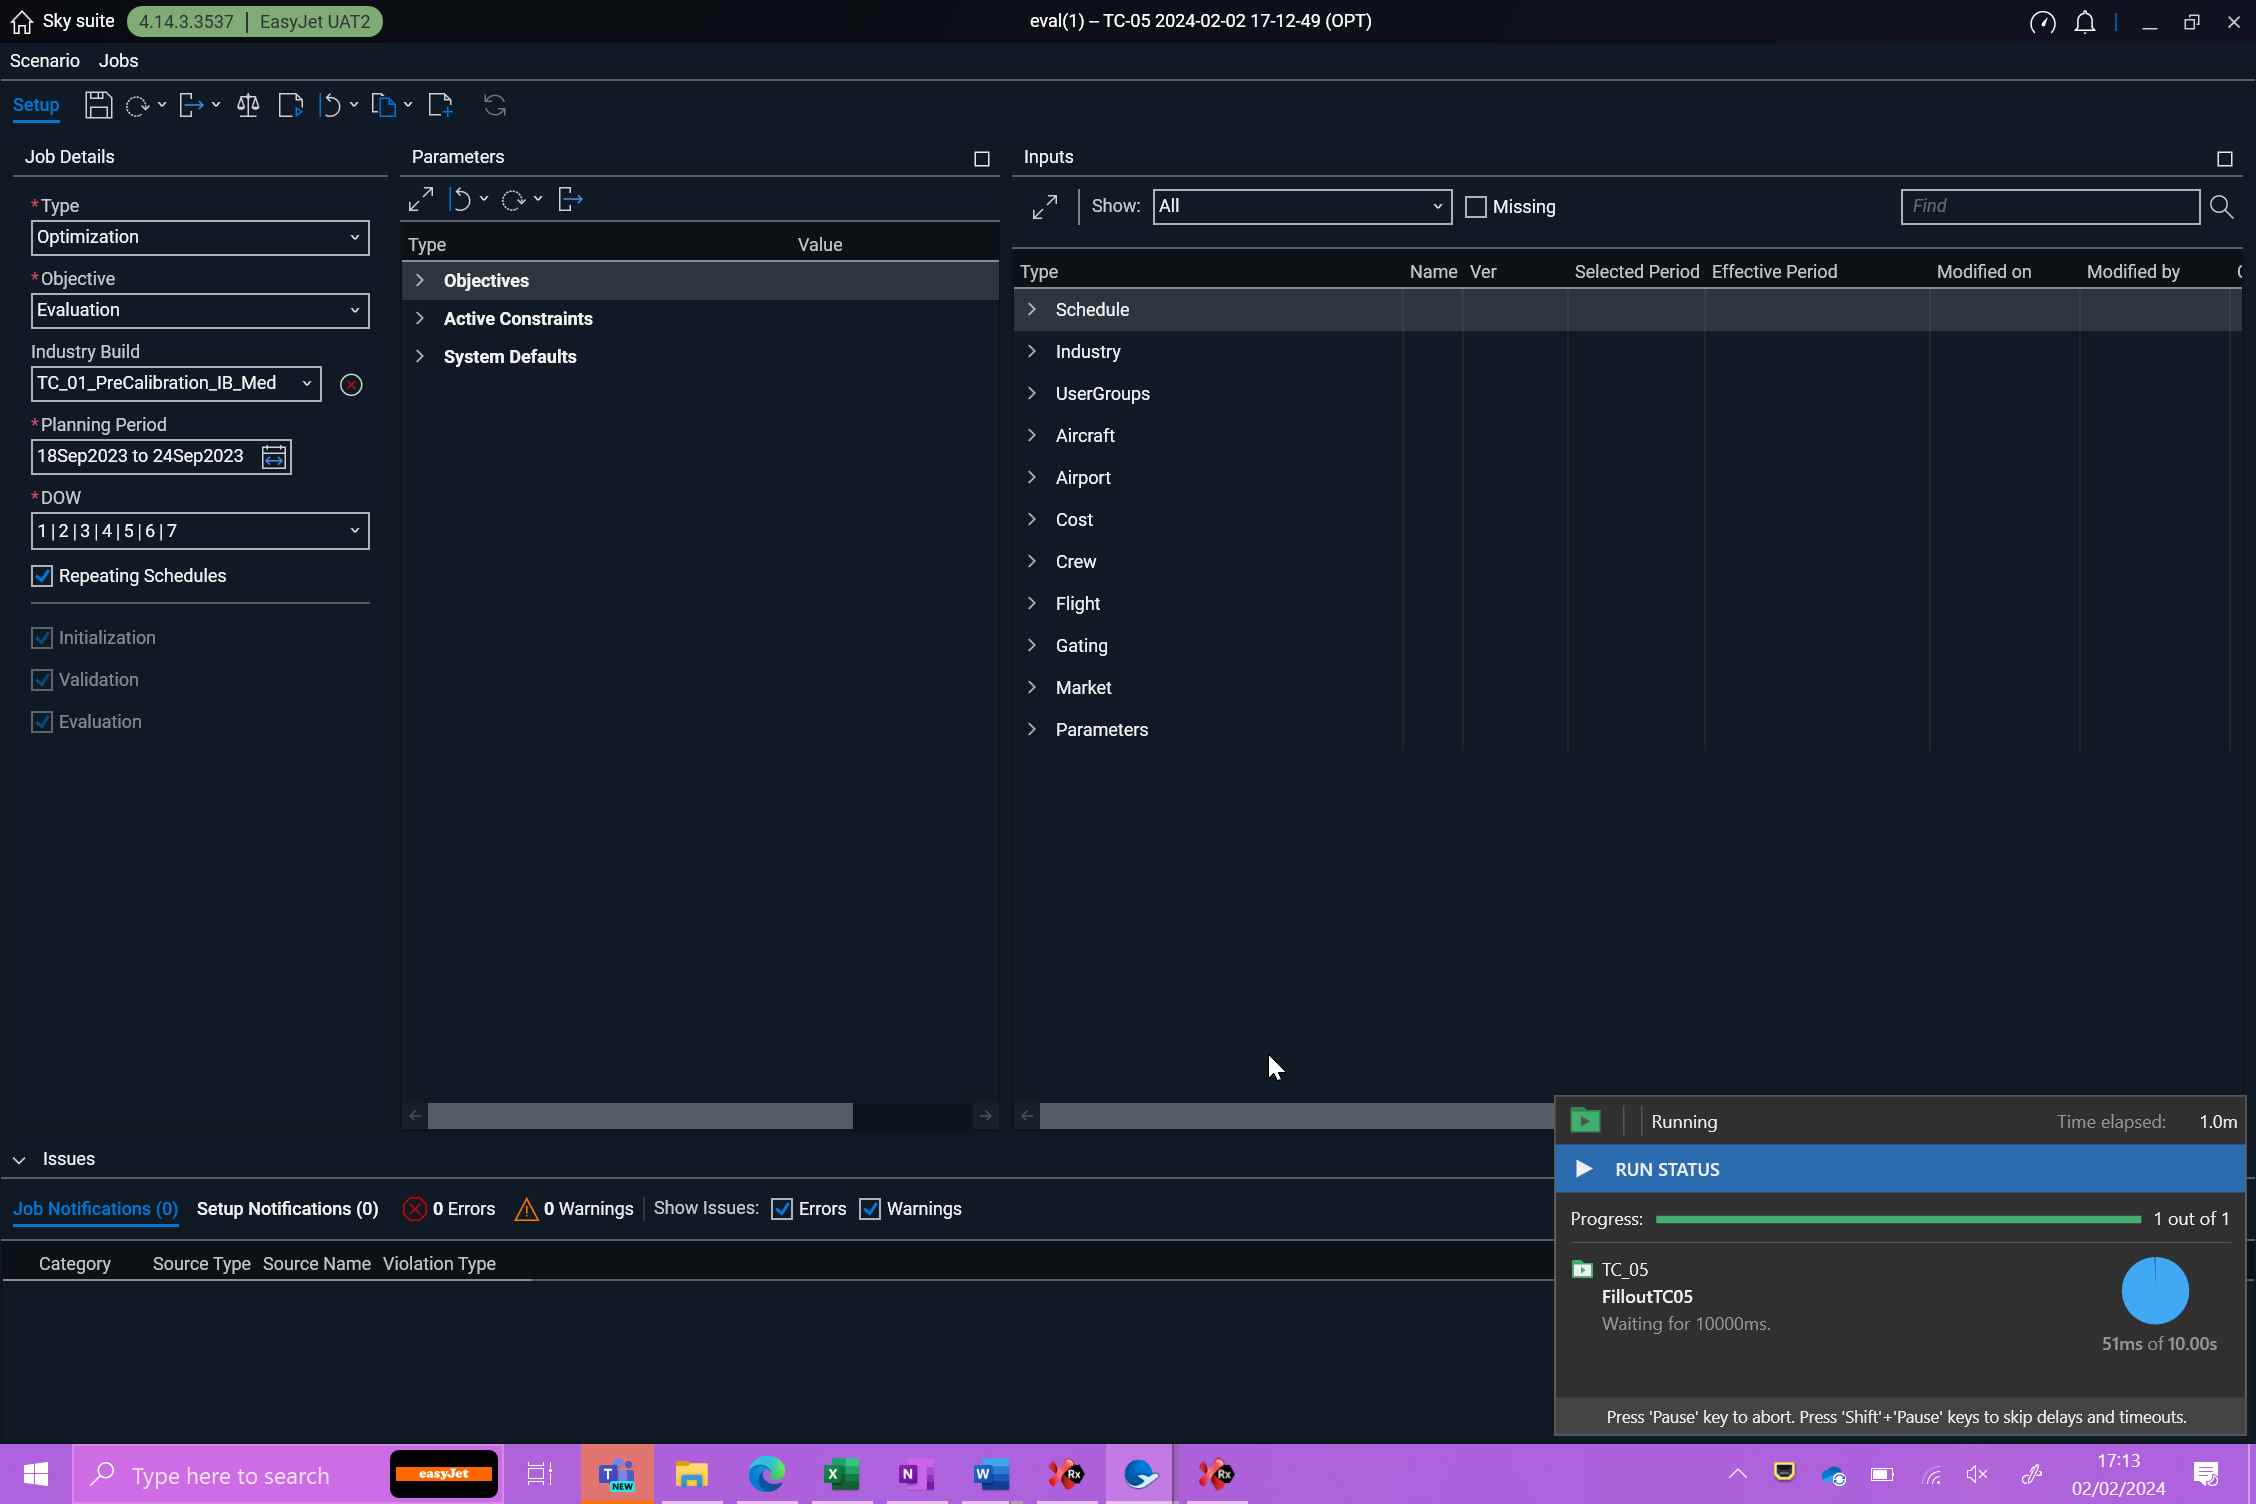 Sky suite 4.14.3.3537 | EasyJet UAT2 eval(1) – TC-05 2024-02-02 17-12-49 (OPT)
Scenario Jobs
Setup
Job Details
*Type
Optimization
*Objective
Evaluation
Industry Build
TC_01_PreCalibration_IB_Med
*Planning Period
18Sep2023 to 24Sep2023
*DOW
1|2|3|4|5|6|7
Repeating Schedules
Initialization
Validation
Evaluation
Parameters
Type Value
Objectives
Active Constraints
System Defaults
Inputs
Show: All Missing Find
Type Name Ver Selected Period Effective Period Modified on Modified by
Schedule
Industry
UserGroups
Aircraft
Airport
Cost
Crew
Flight
Gating
Market
Parameters
Issues
Job Notifications (0) Setup Notifications (0) 0 Errors 0 Warnings Show Issues: Errors Warnings
Category Source Type Source Name Violation Type
Running Time elapsed: 1.0m
RUN STATUS
Progress: 1 out of 1
TC_05
FilloutTC05
Waiting for 10000ms.
51ms of 10.00s
Press 'Pause' key to abort. Press 'Shift'+'Pause' keys to skip delays and timeouts.
Type here to search easyJet T NEW X N W Rx Rx
17:13
02/02/2024